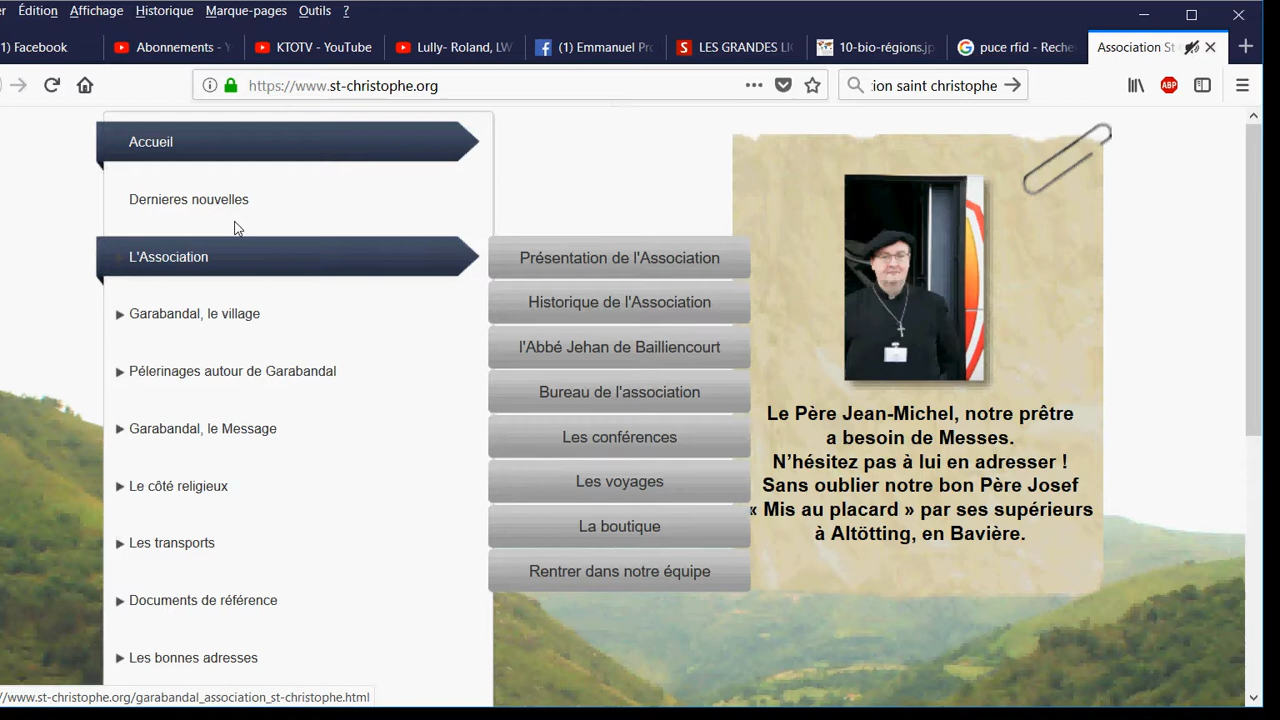 Édition Affichage Historique Marque-pages Outils ?
1) Facebook Abonnements - KTOTV - YouTube Lully- Roland, LW (1) Emmanuel Pr LES GRANDES LI 10-bio-régions.jp puce rfid - Reche Association St
https://www.st-christophe.org ion saint christophe
ABP
Accueil
Dernieres nouvelles
L'Association
Garabandal, le village
Pélerinages autour de Garabandal
Garabandal, le Message
Le côté religieux
Les transports
Documents de référence
Les bonnes adresses
Présentation de l'Association
Historique de l'Association
l'Abbé Jehan de Bailliencourt
Bureau de l'association
Les conférences
Les voyages
La boutique
Rentrer dans notre équipe
Le Père Jean-Michel, notre prêtre
a besoin de Messes.
N'hésitez pas à lui en adresser !
Sans oublier notre bon Père Josef
« Mis au placard » par ses supérieurs
à Altötting, en Bavière.
//www.st-christophe.org/garabandal_association_st-christophe.html